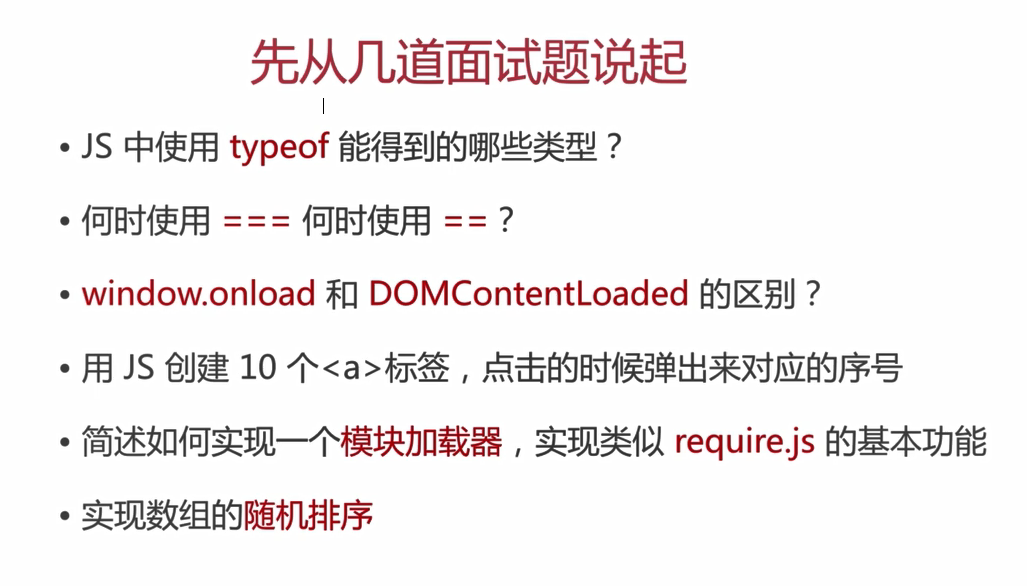 先从几道面试题说起
• JS 中使用 typeof 能得到的哪些类型？
• 何时使用 === 何时使用 == ?
• window.onload 和 DOMContentLoaded 的区别？
• 用 JS 创建 10 个<a>标签，点击的时候弹出来对应的序号
• 简述如何实现一个模块加载器，实现类似 require.js 的基本功能
• 实现数组的随机排序